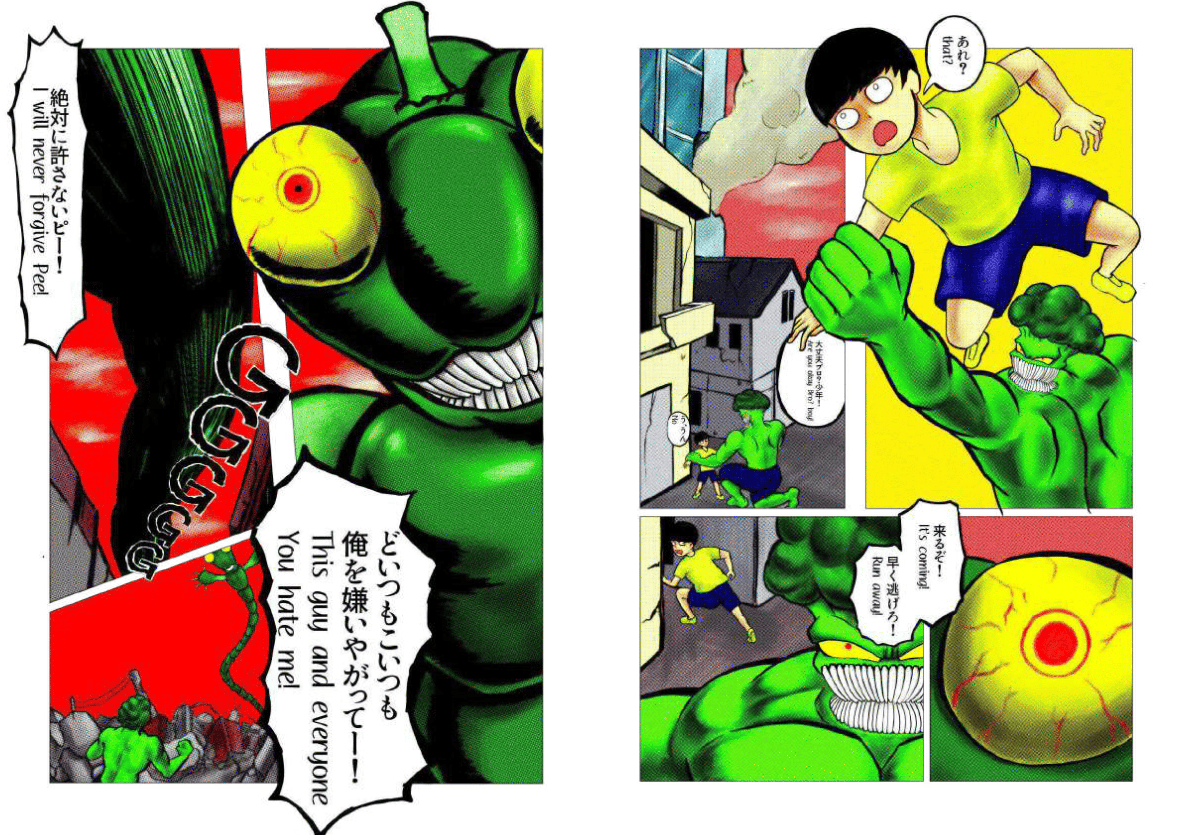 あれ?
that?
大丈夫ブロ?少年!
Are you okay bro? boy!
ううん
No
来るぞ!
It's coming!
早く逃げろ!
Run away!
どいつもこいつも
俺を嫌いやがってー!
This guy and everyone
You hate me!
GGGGGG
絶対に許さないピー!
I will never forgive Pee!